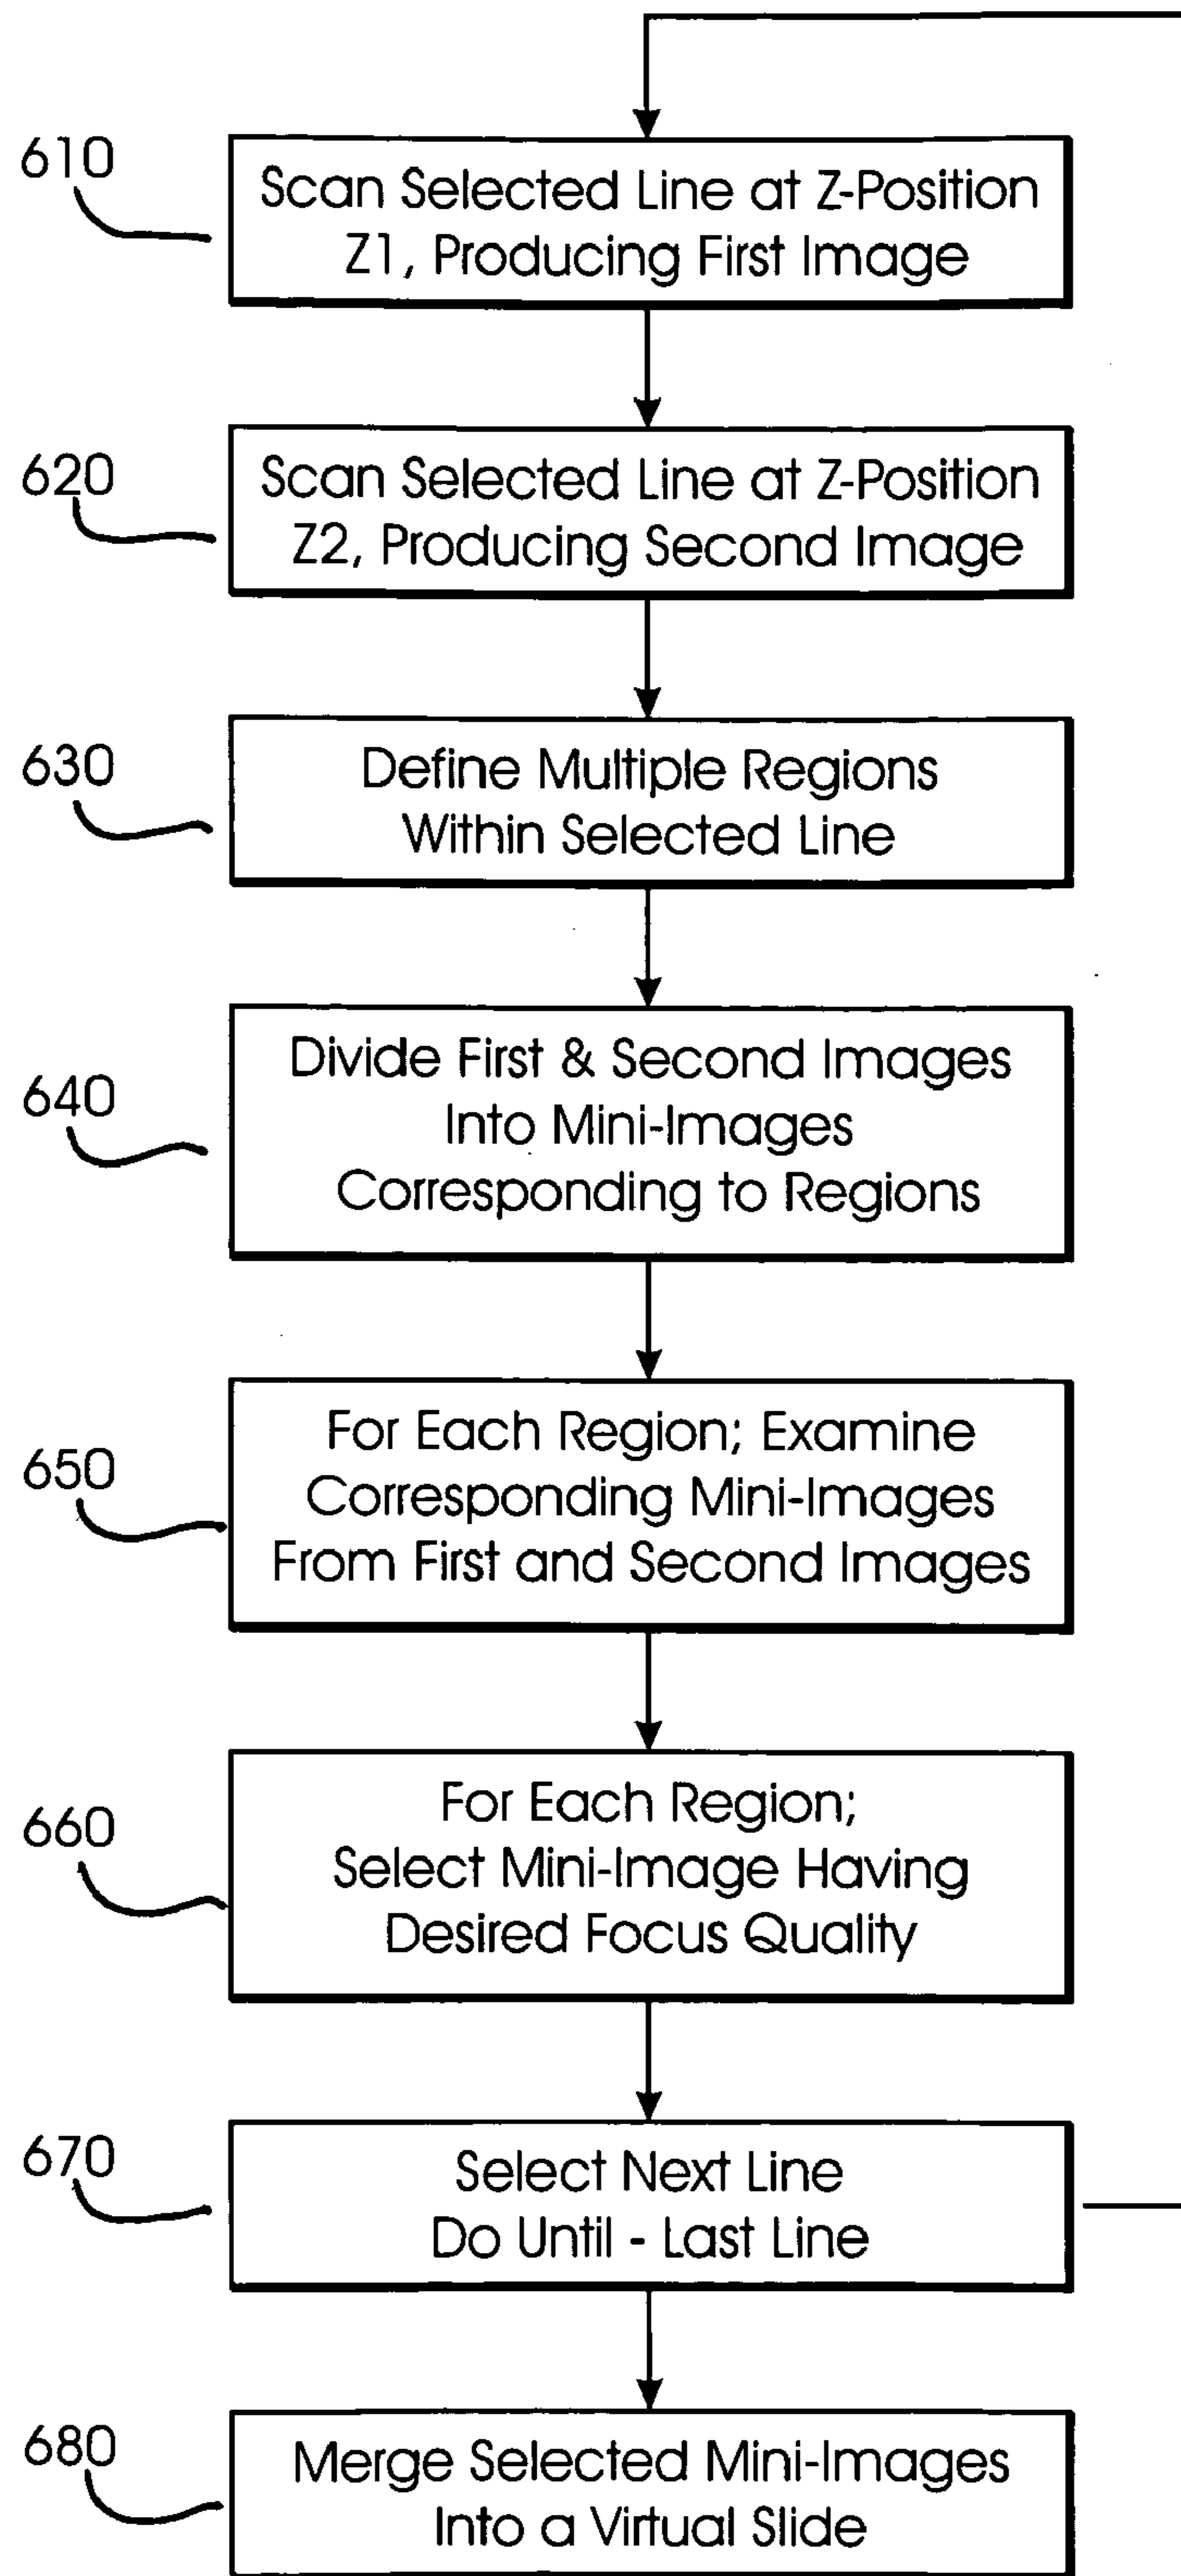 610
Scan Selected Line at Z-Position
Z1, Producing First Image
620
Scan Selected Line at Z-Position
Z2, Producing Second Image
630
Define Multiple Regions
Within Selected Line
640
Divide First & Second Images
Into Mini-Images
Corresponding to Regions
650
For Each Region; Examine
Corresponding Mini-Images
From First and Second Images
660
For Each Region;
Select Mini-Image Having
Desired Focus Quality
670
Select Next Line
Do Until - Last Line
680
Merge Selected Mini-Images
Into a Virtual Slide